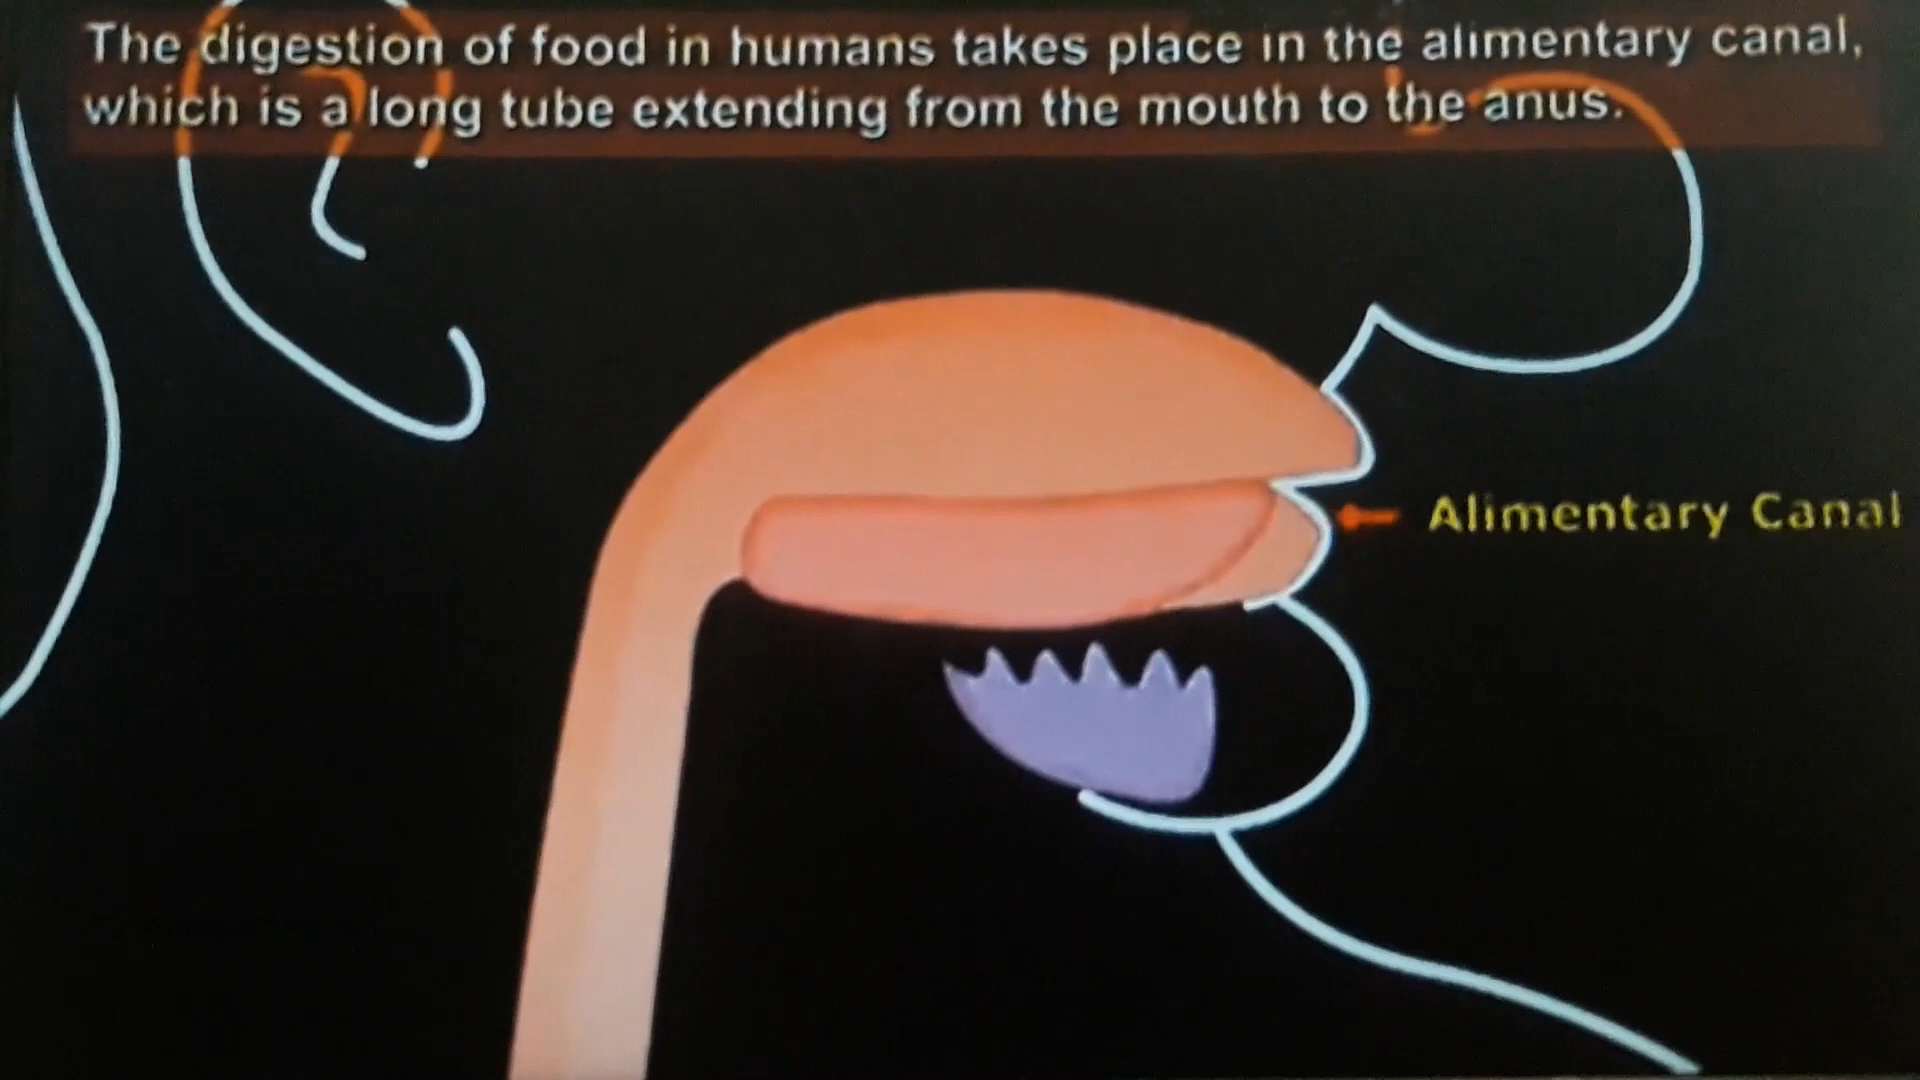 The digestion of food in humans takes place in the alimentary canal,
which is a long tube extending from the mouth to the anus.
Alimentary Canal